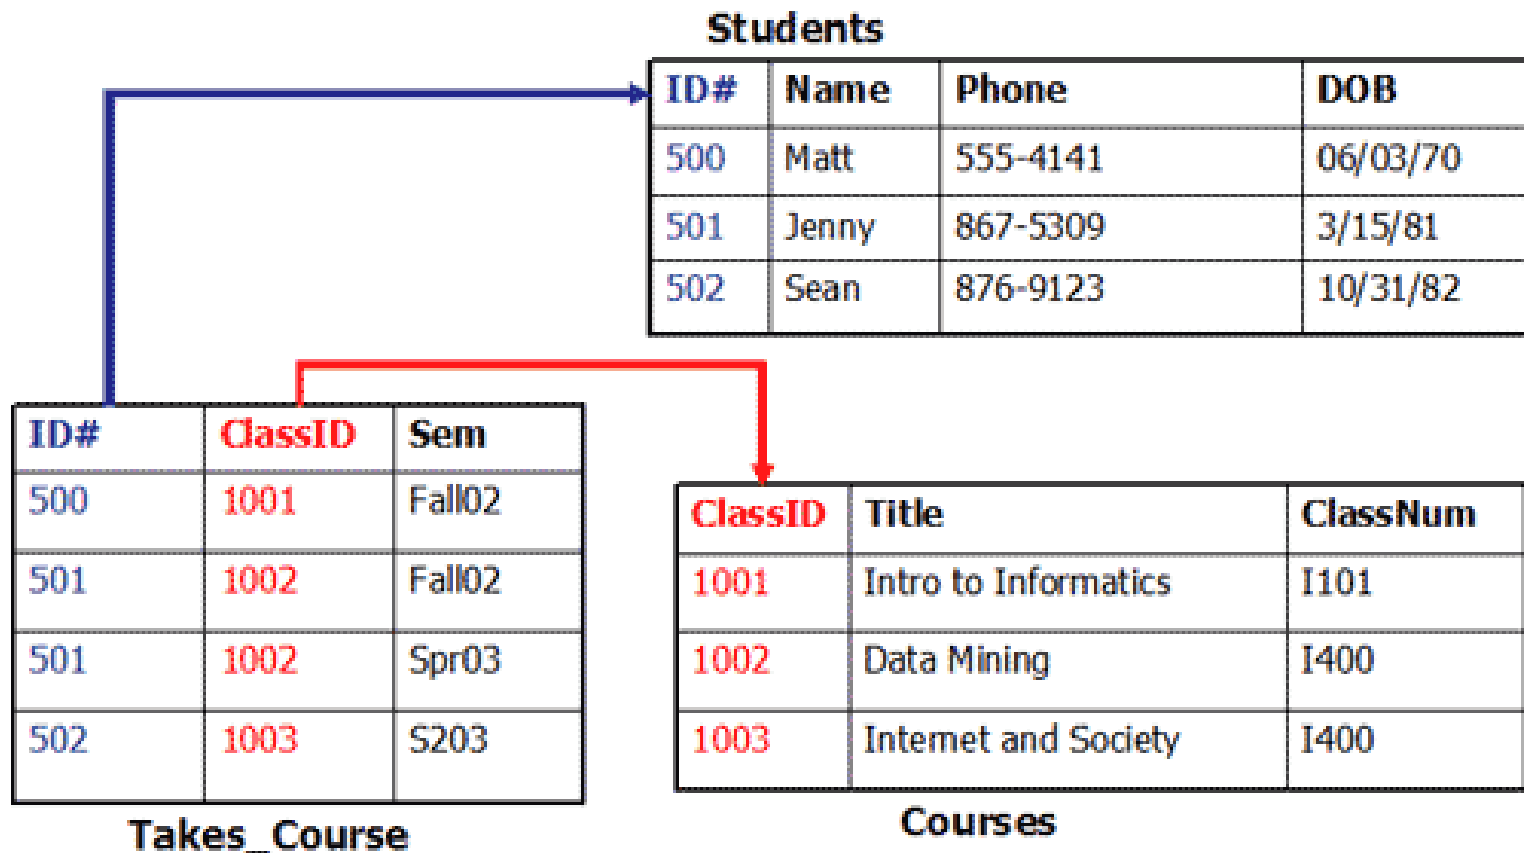 Students
ID# Name Phone DOB
500 Matt 555-4141 06/03/70
501 Jenny 867-5309 3/15/81
502 Sean 876-9123 10/31/82
ID# ClassID Sem
500 1001 Fall02
501 1002 Fall02
501 1002 Spr03
502 1003 S203
Takes_Course
ClassID Title ClassNum
1001 Intro to Informatics I101
1002 Data Mining I400
1003 Internet and Society I400
Courses